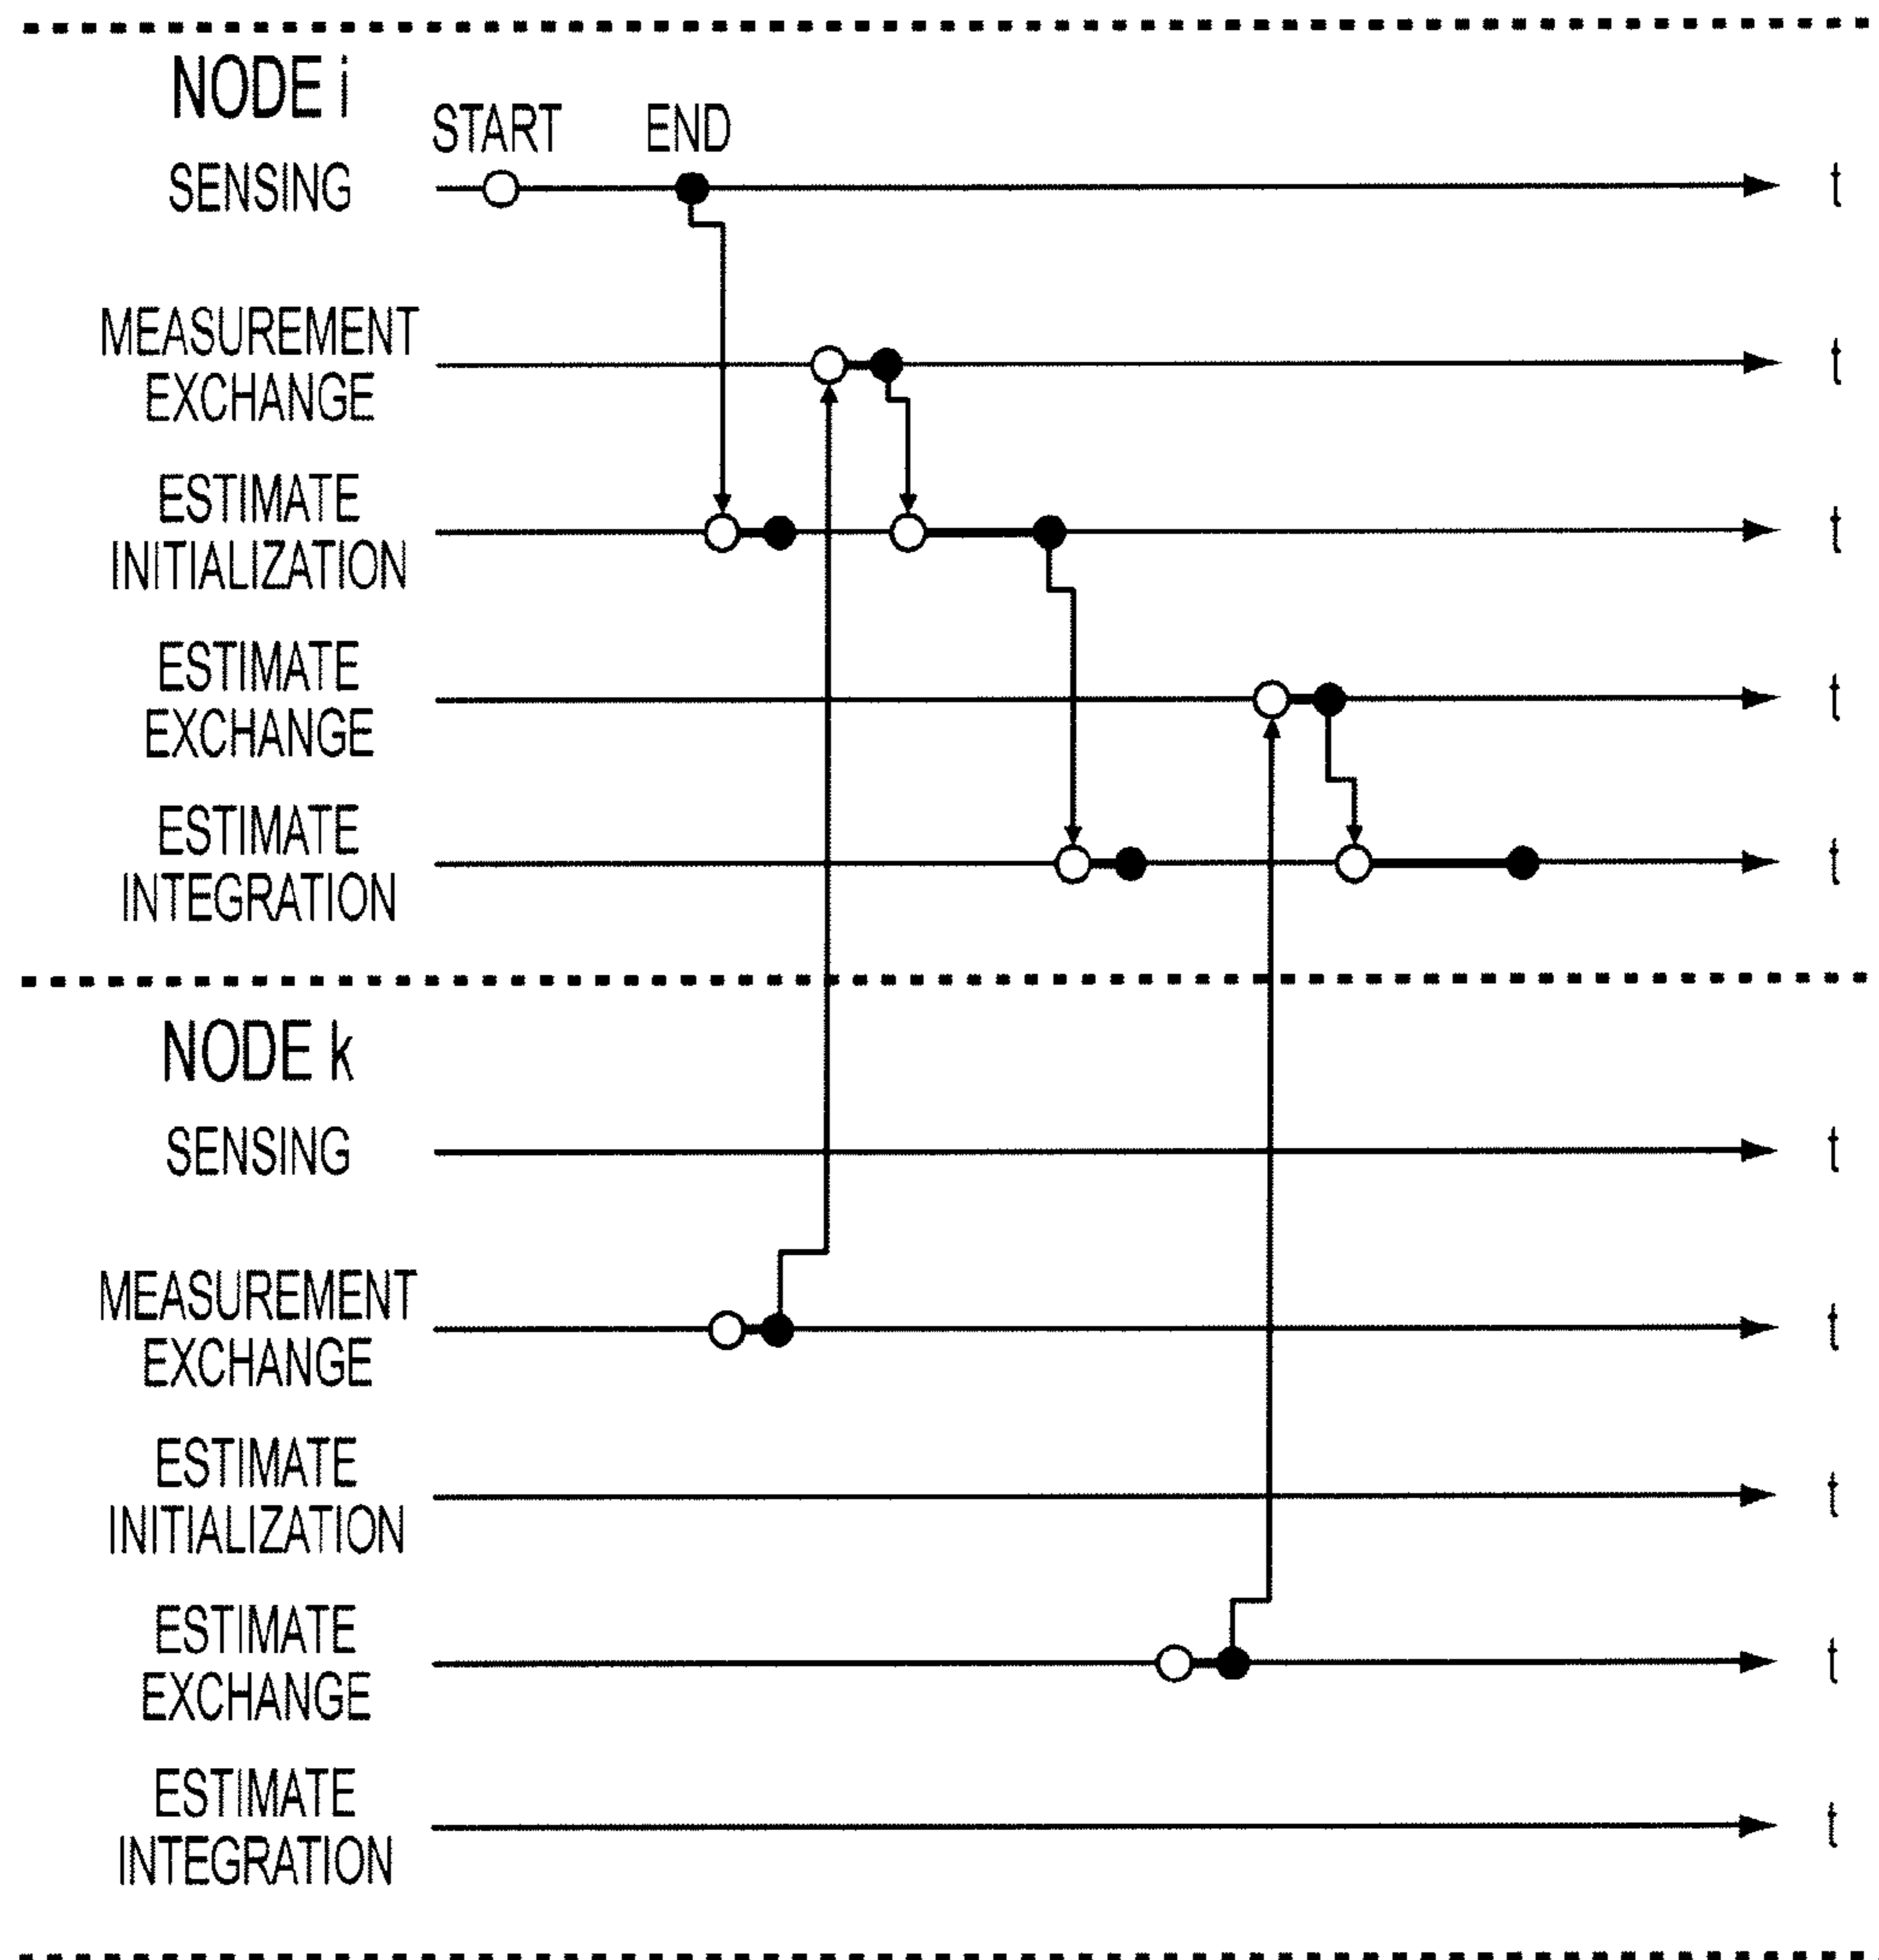 NODE i
START END
SENSING t
MEASUREMENT
EXCHANGE t
ESTIMATE
INITIALIZATION t
ESTIMATE
EXCHANGE t
ESTIMATE
INTEGRATION t
NODE k
SENSING t
MEASUREMENT
EXCHANGE t
ESTIMATE
INITIALIZATION t
ESTIMATE
EXCHANGE t
ESTIMATE
INTEGRATION t